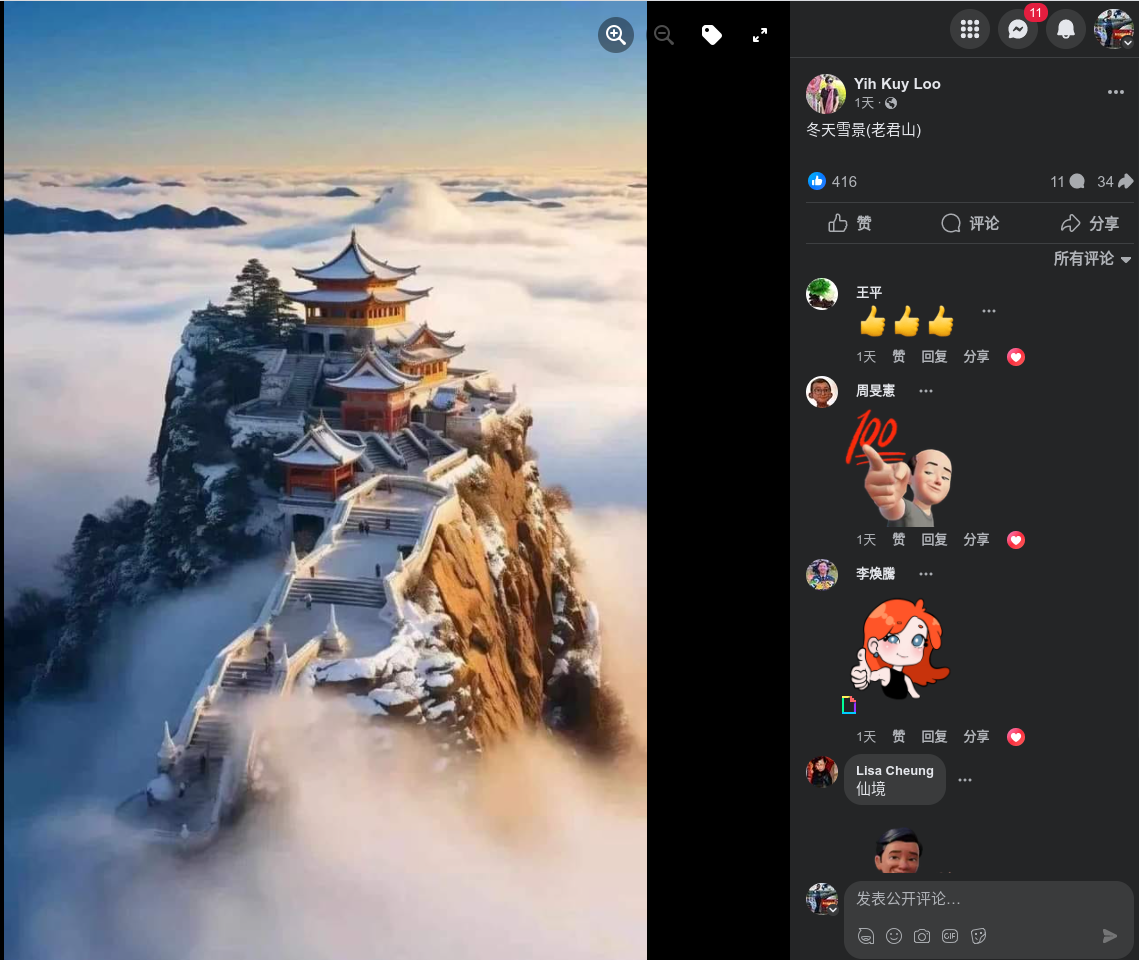 11
Yih Kuy Loo
1天 ·
冬天雪景(老君山)
416
11
34
赞
评论
分享
所有评论
王平
1天 赞 回复 分享
周旻憲
100
1天 赞 回复 分享
李煥騰
1天 赞 回复 分享
Lisa Cheung
仙境
发表公开评论…
GIF